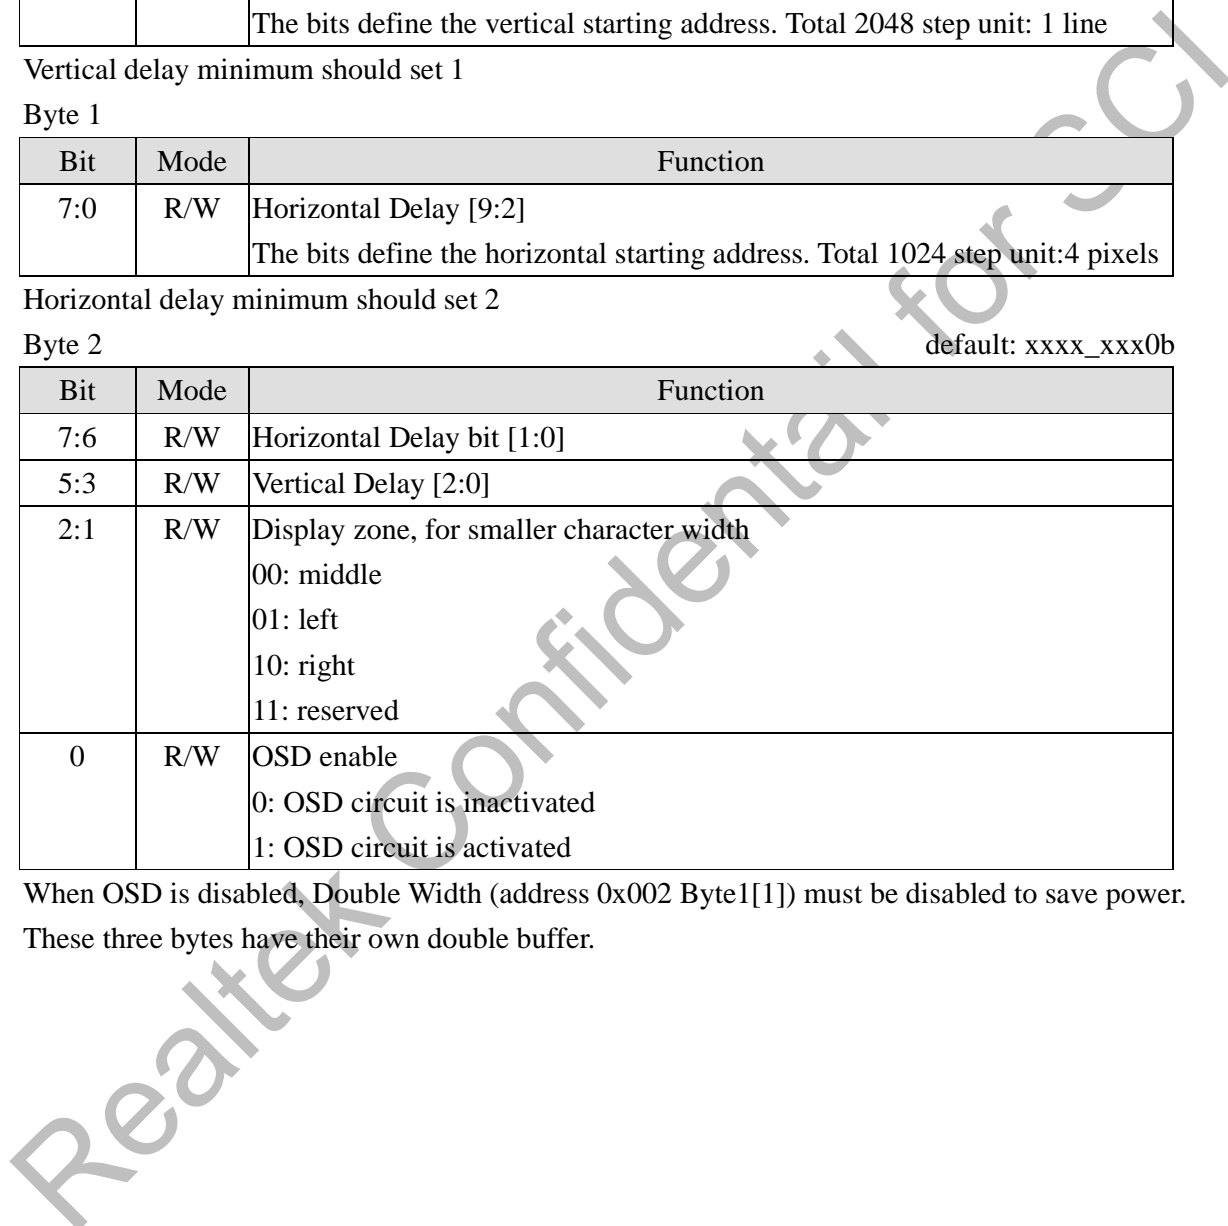 The bits define the vertical starting address. Total 2048 step unit: 1 line
Vertical delay minimum should set 1
Byte 1
Bit Mode Function
7:0 R/W Horizontal Delay [9:2]
The bits define the horizontal starting address. Total 1024 step unit:4 pixels
Horizontal delay minimum should set 2
Byte 2 default: xxxx_xxx0b
Bit Mode Function
7:6 R/W Horizontal Delay bit [1:0]
5:3 R/W Vertical Delay [2:0]
2:1 R/W Display zone, for smaller character width
00: middle
01: left
10: right
11: reserved
0 R/W OSD enable
0: OSD circuit is inactivated
1: OSD circuit is activated
When OSD is disabled, Double Width (address 0x002 Byte1[1]) must be disabled to save power.
These three bytes have their own double buffer.
Realtek Confidentail for SCI